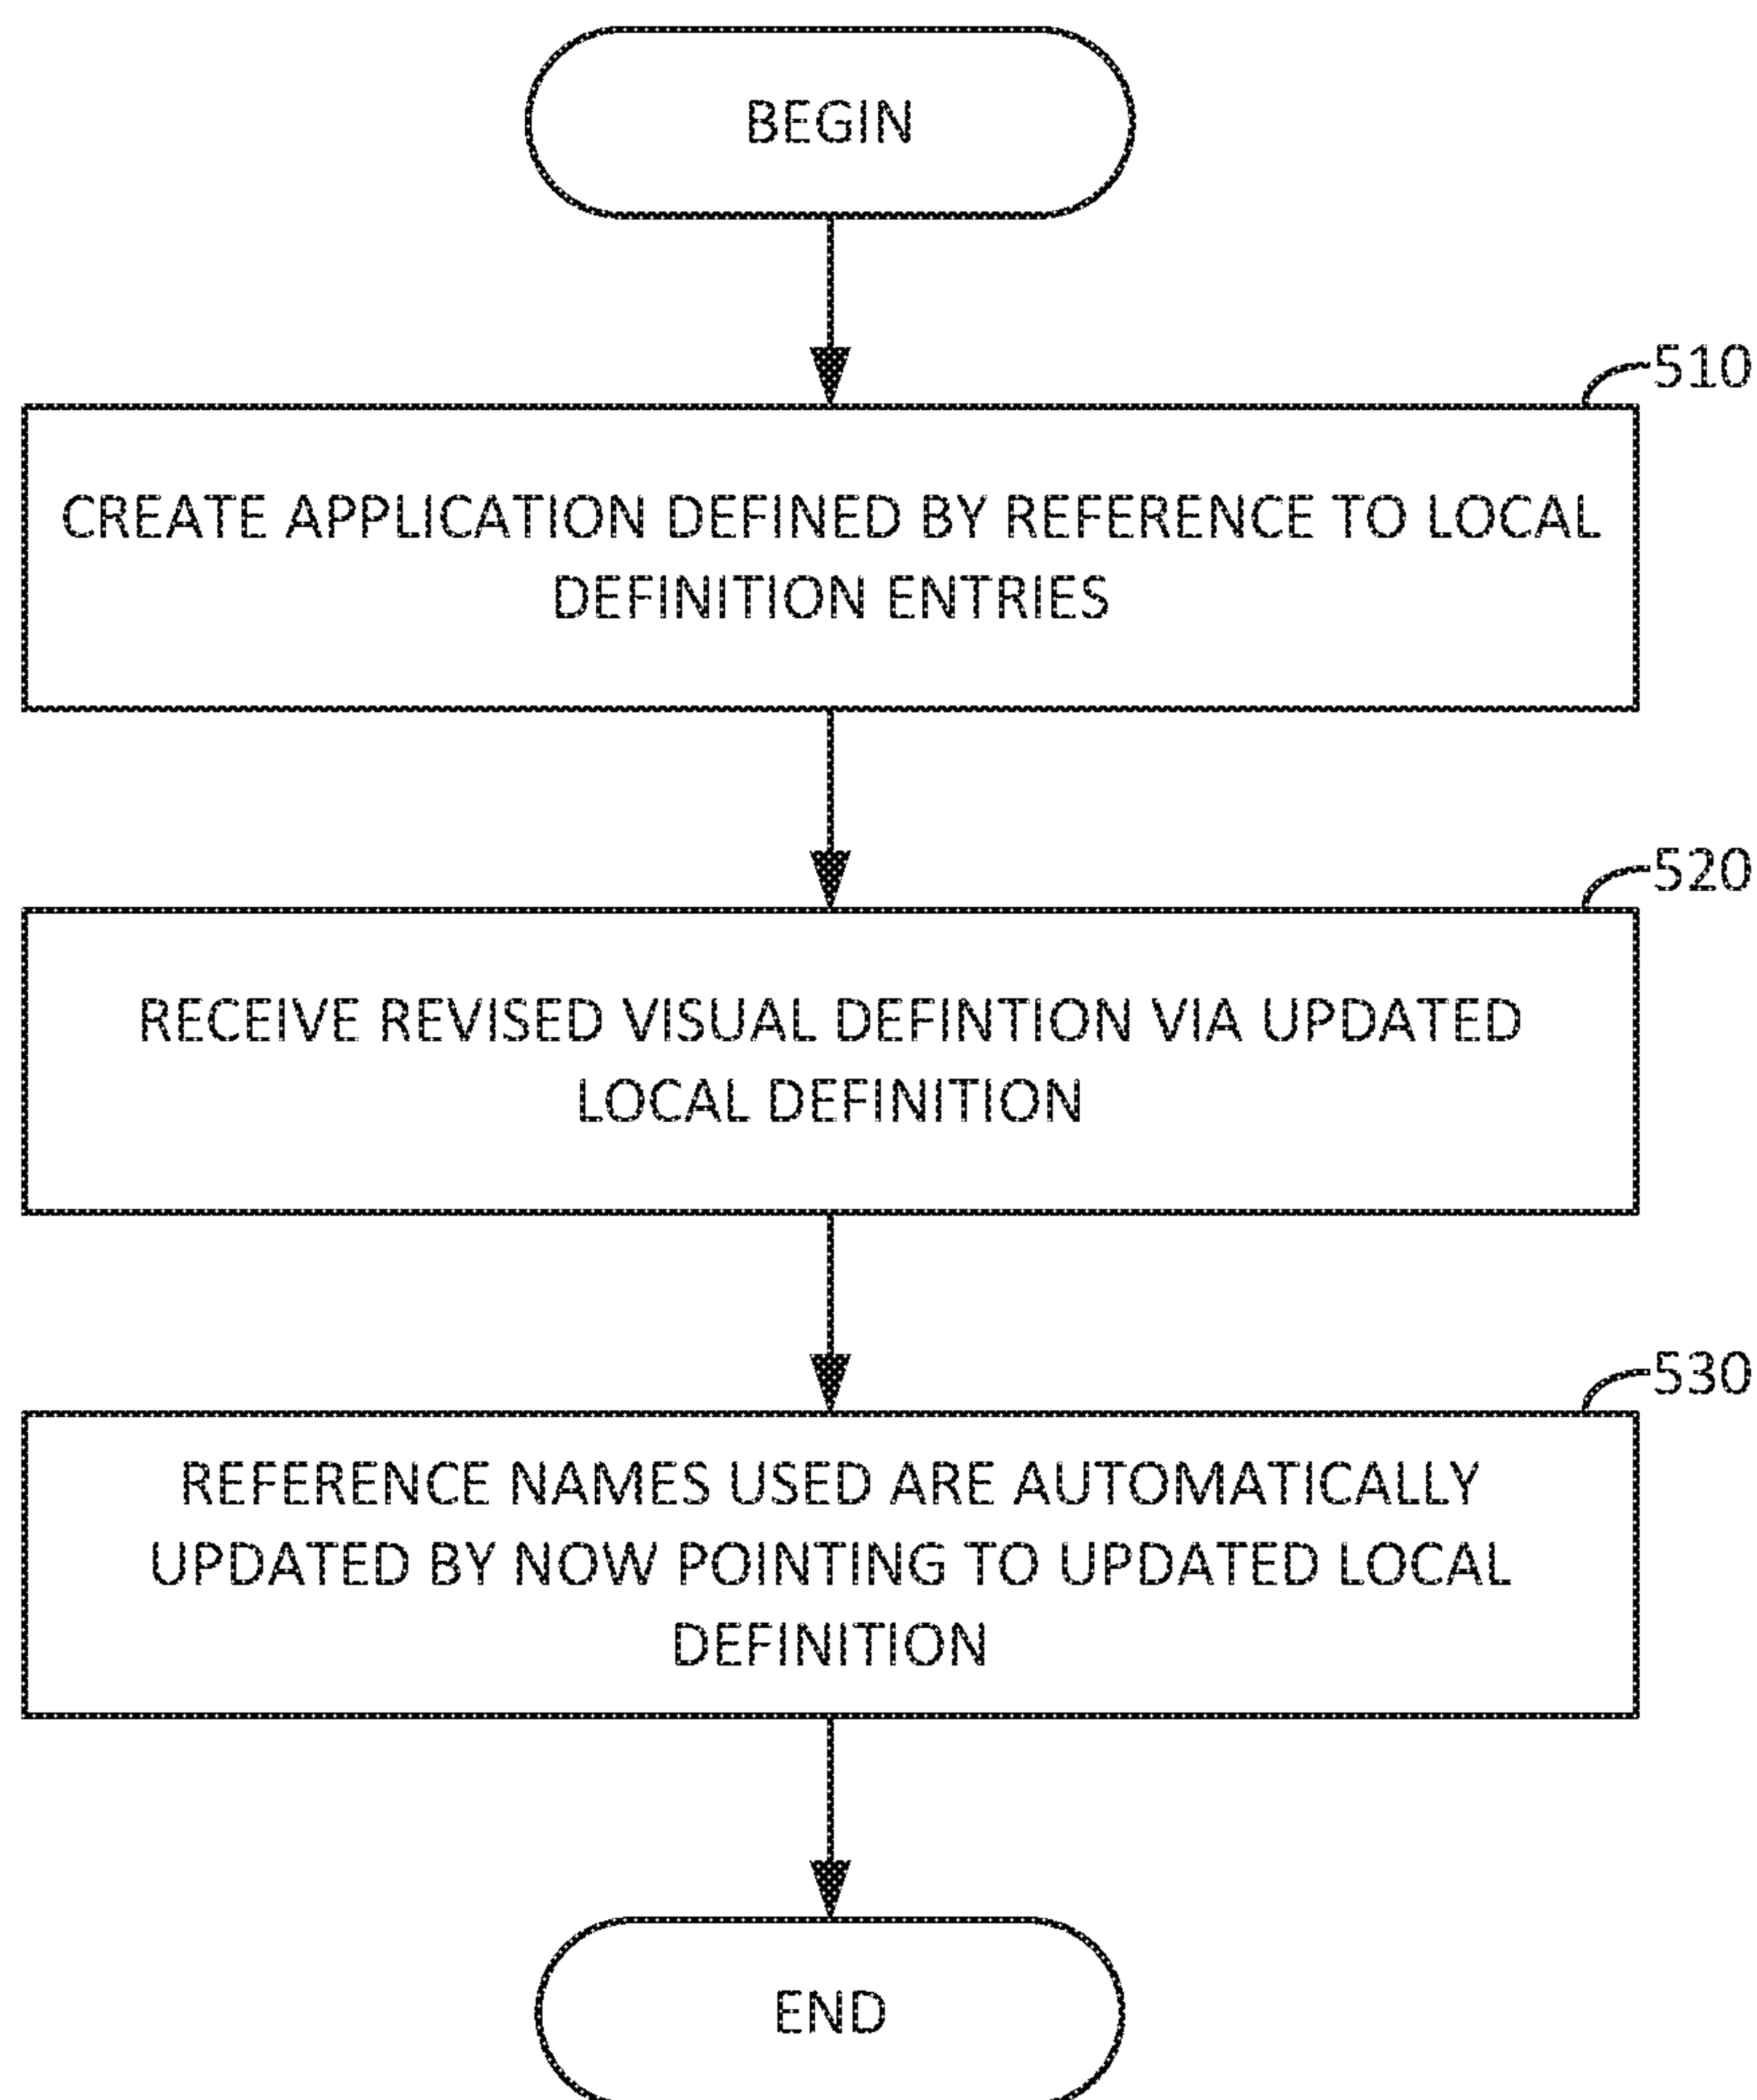 BEGIN
510
CREATE APPLICATION DEFINED BY REFERENCE TO LOCAL
DEFINITION ENTRIES
520
RECEIVE REVISED VISUAL DEFINTION VIA UPDATED
LOCAL DEFINITION
530
REFERENCE NAMES USED ARE AUTOMATICALLY
UPDATED BY NOW POINTING TO UPDATED LOCAL
DEFINITION
END